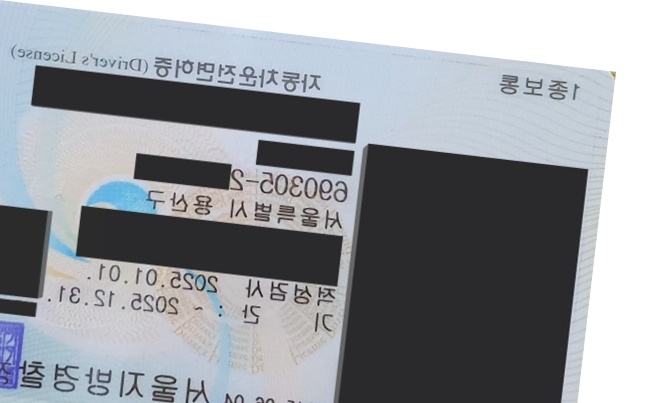 1종보통
자동차운전면허증 (Driver's License)
690305-2
서울특별시 용산구
적성검사 2025.01.01.
기 간 : ~ 2025.12.31.
서울지방경찰청